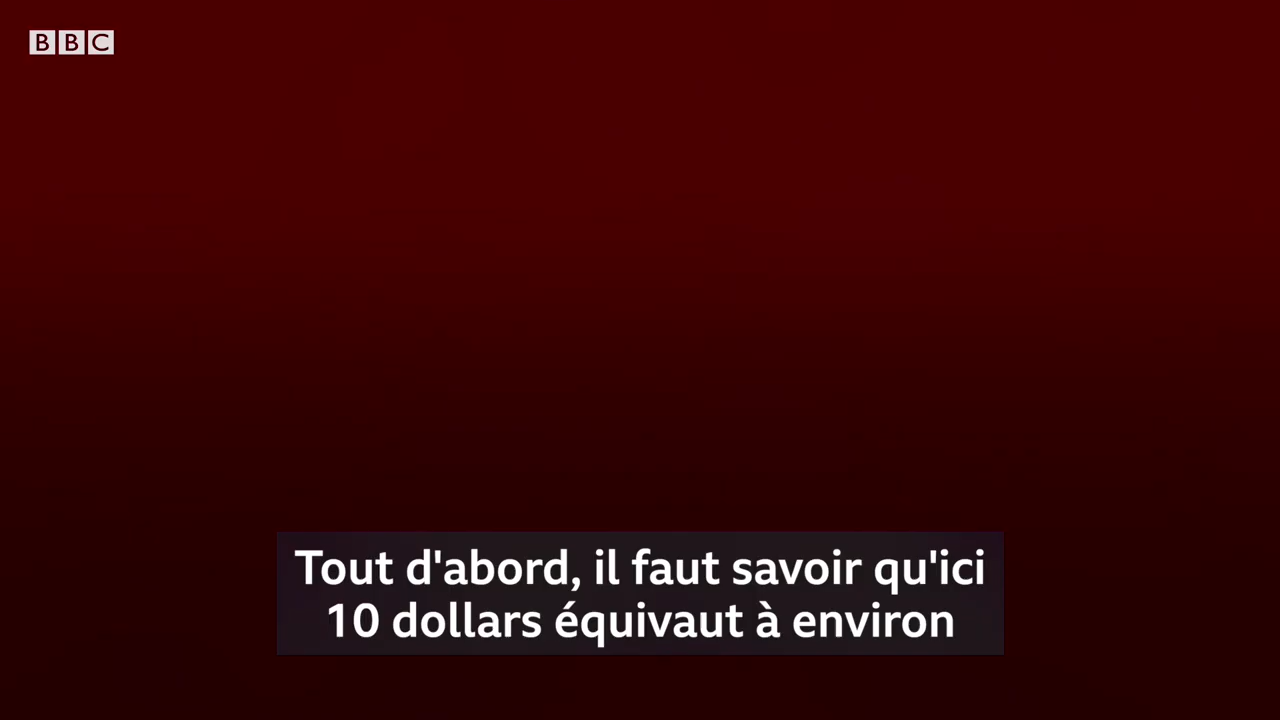 BBC
Tout d'abord, il faut savoir qu'ici
10 dollars équivaut à environ